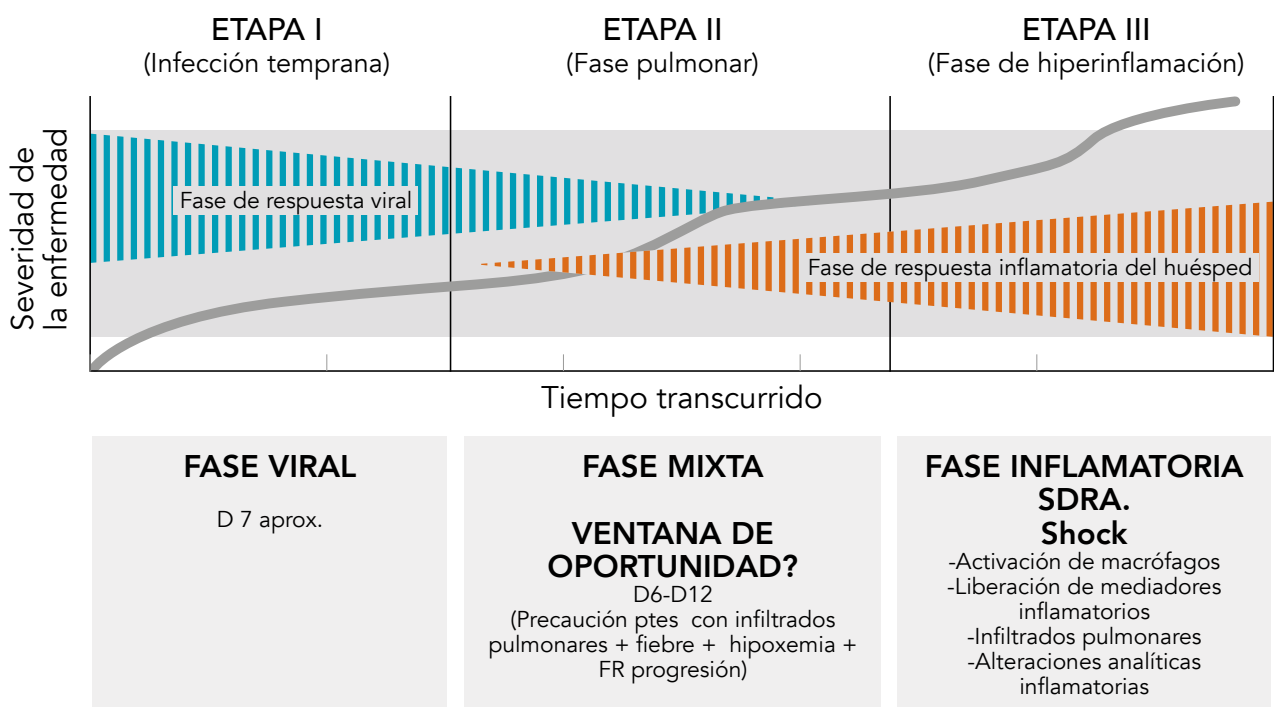 ETAPA I
(Infección temprana)
ETAPA II
(Fase pulmonar)
ETAPA III
(Fase de hiperinflamación)
Severidad de
la enfermedad
Fase de respuesta viral
Fase de respuesta inflamatoria del huésped
Tiempo transcurrido
FASE VIRAL
D 7 aprox.
FASE MIXTA
VENTANA DE
OPORTUNIDAD?
D6-D12
(Precaución ptes con infiltrados
pulmonares + fiebre + hipoxemia +
FR progresión)
FASE INFLAMATORIA
SDRA.
Shock
-Activación de macrófagos
-Liberación de mediadores
inflamatorios
-Infiltrados pulmonares
-Alteraciones analíticas
inflamatorias